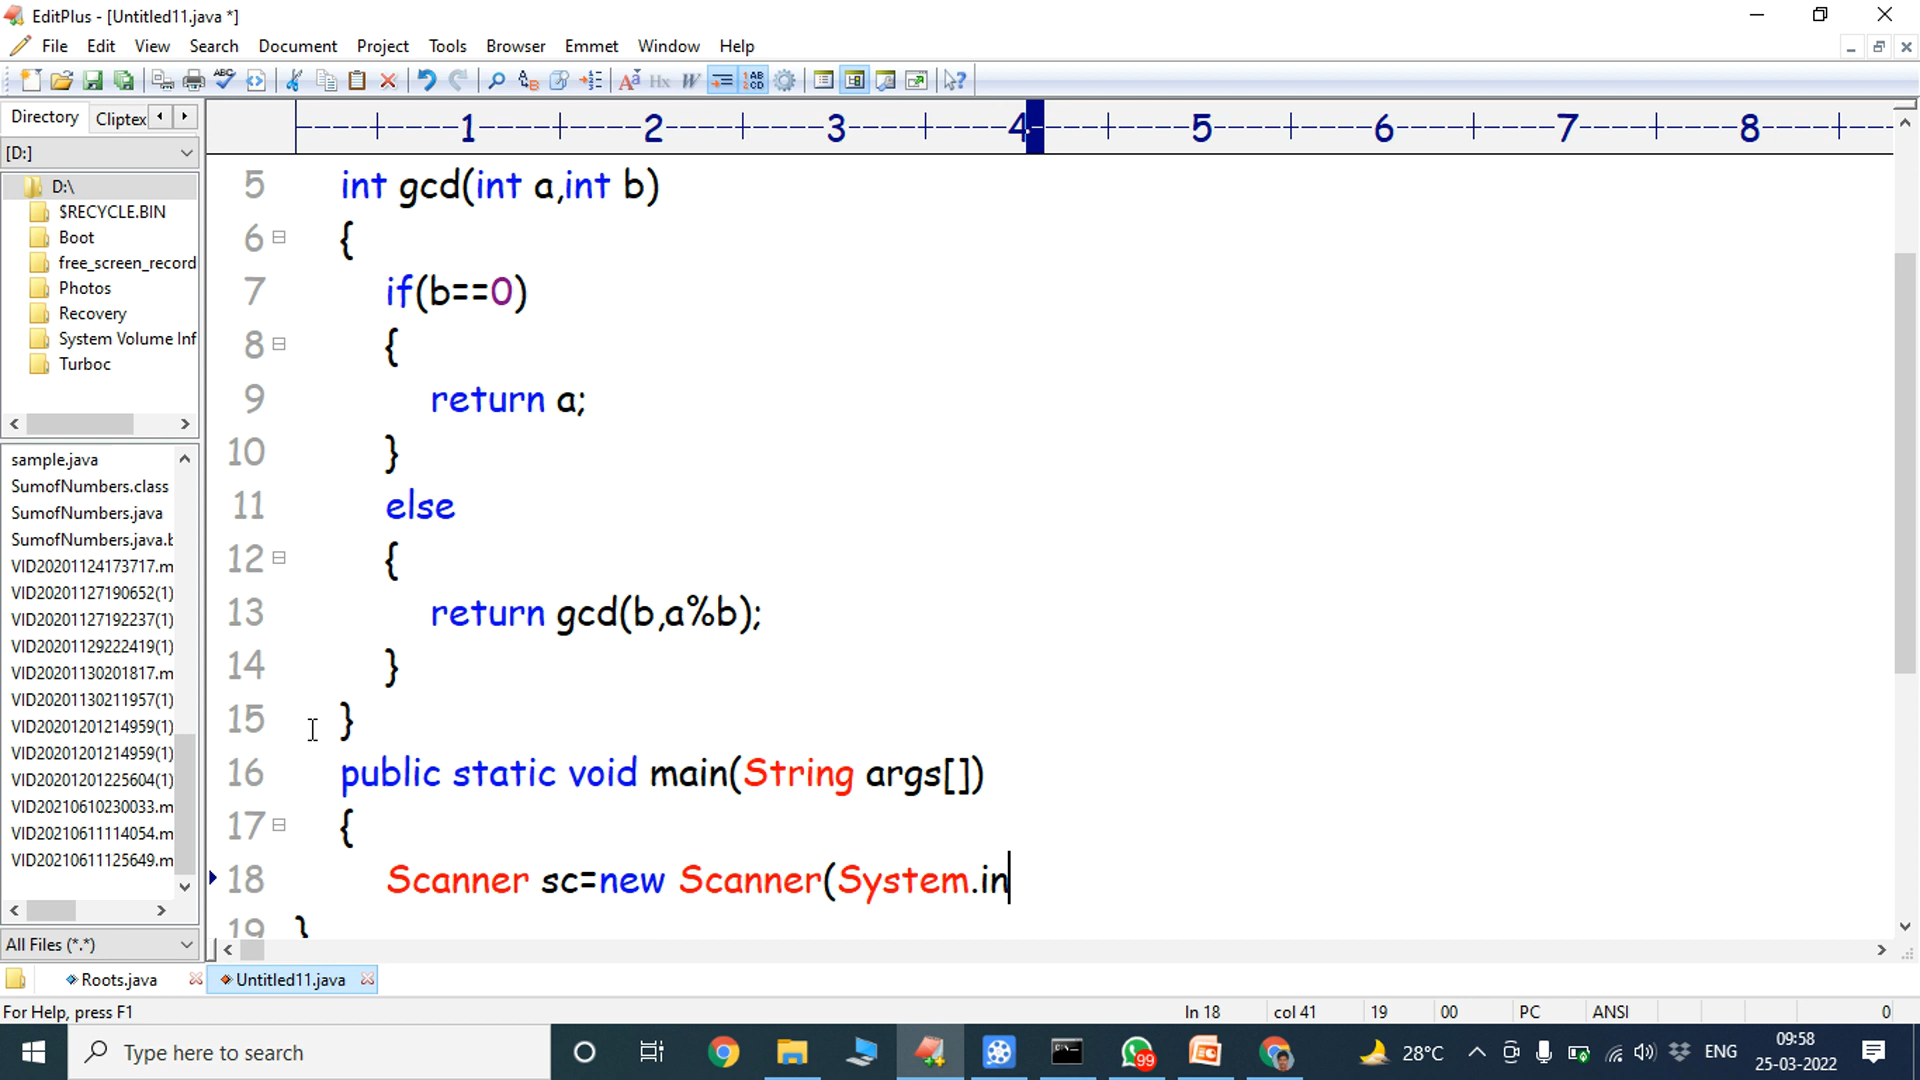 EditPlus - [Untitled11.java *]
File Edit View Search Document Project Tools Browser Emmet Window Help
Directory Cliptex
[D:]
D:\
$RECYCLE.BIN
Boot
free_screen_record
Photos
Recovery
System Volume Inf
Turboc
sample.java
SumofNumbers.class
SumofNumbers.java
SumofNumbers.java.b
VID20201124173717.m
VID20201127190652(1)
VID20201127192237(1)
VID20201129222419(1)
VID20201130201817.m
VID20201130211957(1)
VID20201201214959(1)
VID20201201214959(1)
VID20201201225604(1)
VID20210610230033.m
VID20210611114054.m
VID20210611125649.m
All Files (*.*)
1 2 3 4 5 6 7 8
5 int gcd(int a,int b)
6 {
7 if(b==0)
8 {
9 return a;
10 }
11 else
12 {
13 return gcd(b,a%b);
14 }
15 }
16 public static void main(String args[])
17 {
18 Scanner sc=new Scanner(System.in
19 }
Roots.java Untitled11.java
For Help, press F1 ln 18 col 41 19 00 PC ANSI 0
Type here to search 99 28°C ENG 09:58
25-03-2022